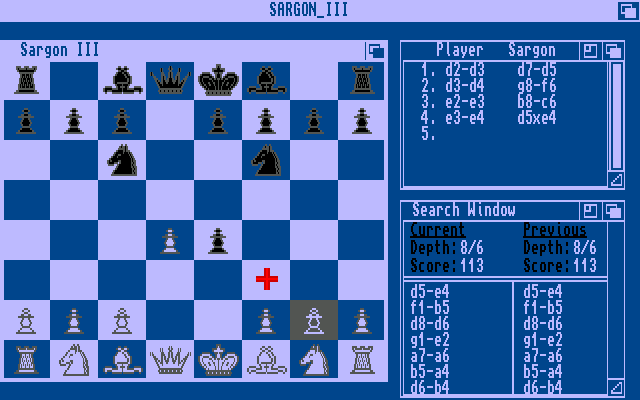 SARGON_III
Sargon III
Player Sargon
1. d2-d3 d7-d5
2. d3-d4 g8-f6
3. e2-e3 b8-c6
4. e3-e4 d5xe4
5.
Search Window
Current Previous
Depth:8/6 Depth:8/6
Score:113 Score:113
d5-e4 d5-e4
f1-b5 f1-b5
d8-d6 d8-d6
g1-e2 g1-e2
a7-a6 a7-a6
b5-a4 b5-a4
d6-b4 d6-b4